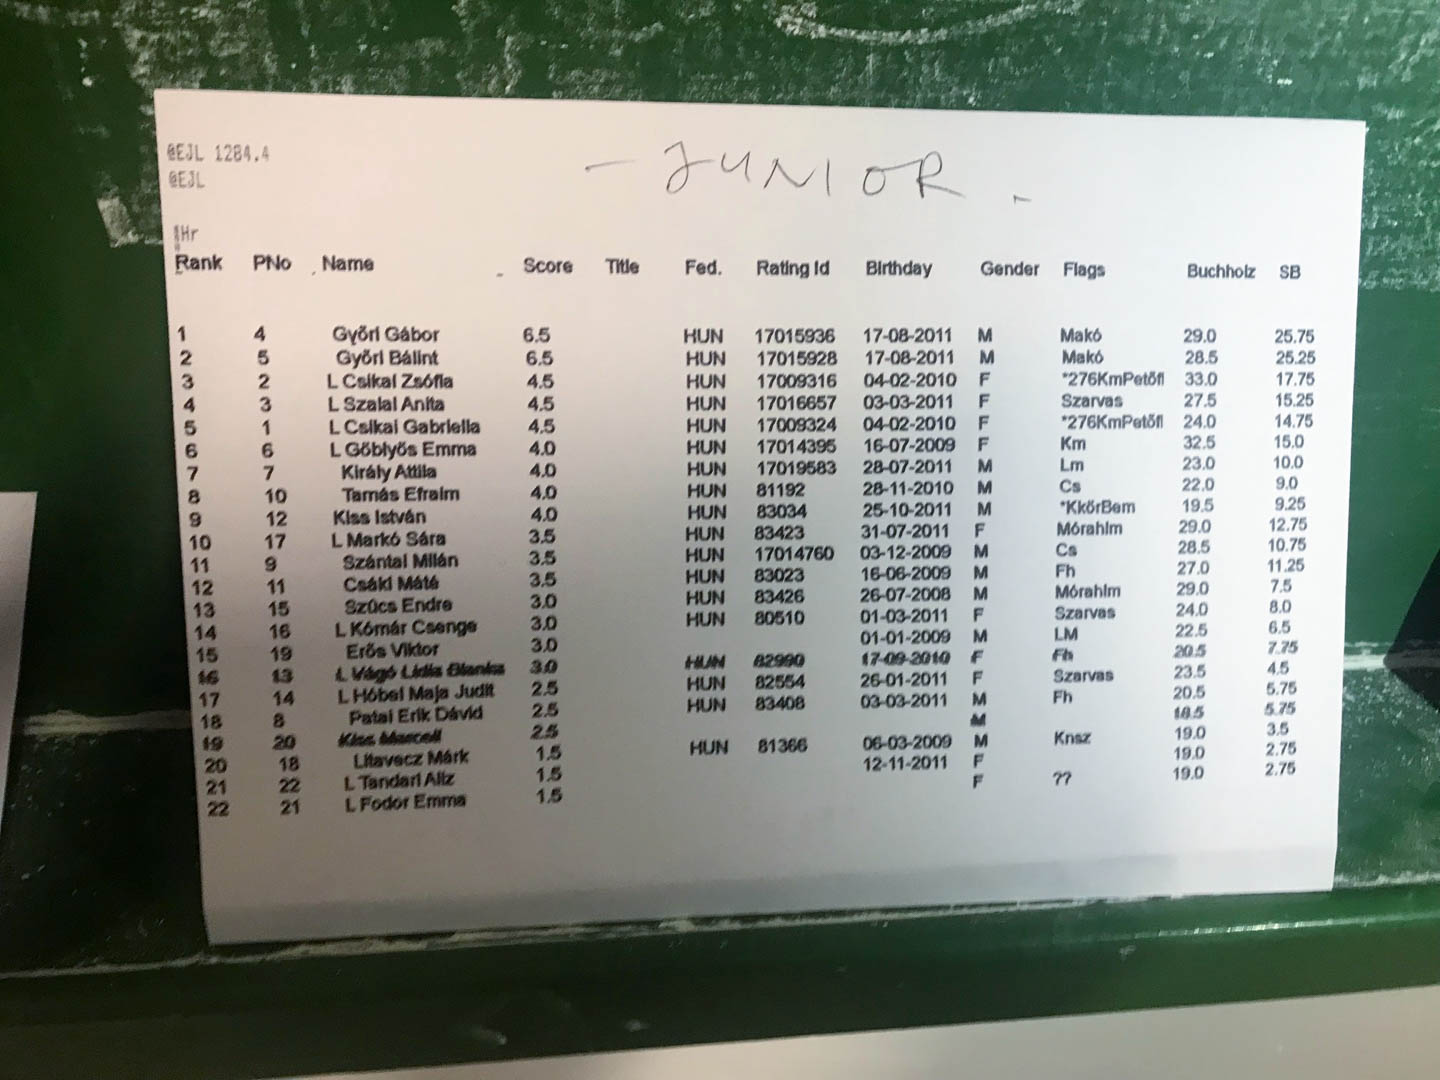 @EJL 1284.4
@EJL
- JUNIOR -
Hr
Rank PNo Name Score Title Fed. Rating Id Birthday Gender Flags Buchholz SB
1 4 Győri Gábor 6.5 HUN 17015936 17-08-2011 M Makó 29.0 25.75
2 5 Győri Bálint 6.5 HUN 17015928 17-08-2011 M Makó 28.5 25.25
3 2 L Csikai Zsófia 4.5 HUN 17009316 04-02-2010 F *276KmPetőfi 33.0 17.75
4 3 L Szalai Anita 4.5 HUN 17016657 03-03-2011 F Szarvas 27.5 15.25
5 1 L Csikai Gabriella 4.5 HUN 17009324 04-02-2010 F *276KmPetőfi 24.0 14.75
6 6 L Göblyös Emma 4.0 HUN 17014395 16-07-2009 F Km 32.5 15.0
7 7 Király Attila 4.0 HUN 17019583 28-07-2011 M Lm 23.0 10.0
8 10 Tamás Efraim 4.0 HUN 81192 28-11-2010 M Cs 22.0 9.0
9 12 Kiss István 4.0 HUN 83034 25-10-2011 M *KkőrBem 19.5 9.25
10 17 L Markó Sára 3.5 HUN 83423 31-07-2011 F Mórahlm 29.0 12.75
11 9 Szántai Milán 3.5 HUN 17014760 03-12-2009 M Cs 28.5 10.75
12 11 Csáki Máté 3.5 HUN 83023 16-06-2009 M Fh 27.0 11.25
13 15 Szűcs Endre 3.0 HUN 83426 26-07-2008 M Mórahlm 29.0 7.5
14 16 L Kómár Csenge 3.0 HUN 80510 01-03-2011 F Szarvas 24.0 8.0
15 19 Erős Viktor 3.0 01-01-2009 M LM 22.5 6.5
16 13 L Vágó Lídia Blanka 3.0 HUN 82990 17-09-2010 F Fh 20.5 7.75
17 14 L Hóbel Maja Judit 2.5 HUN 82554 26-01-2011 F Szarvas 23.5 4.5
18 8 Patai Erik Dávid 2.5 HUN 83408 03-03-2011 M Fh 20.5 5.75
19 20 Kiss Marcell 2.5 M 18.5 5.75
20 18 Litavecz Márk 1.5 HUN 81366 06-03-2009 M Knsz 19.0 3.5
21 22 L Tandari Aliz 1.5 12-11-2011 F 19.0 2.75
22 21 L Fodor Emma 1.5 F ?? 19.0 2.75